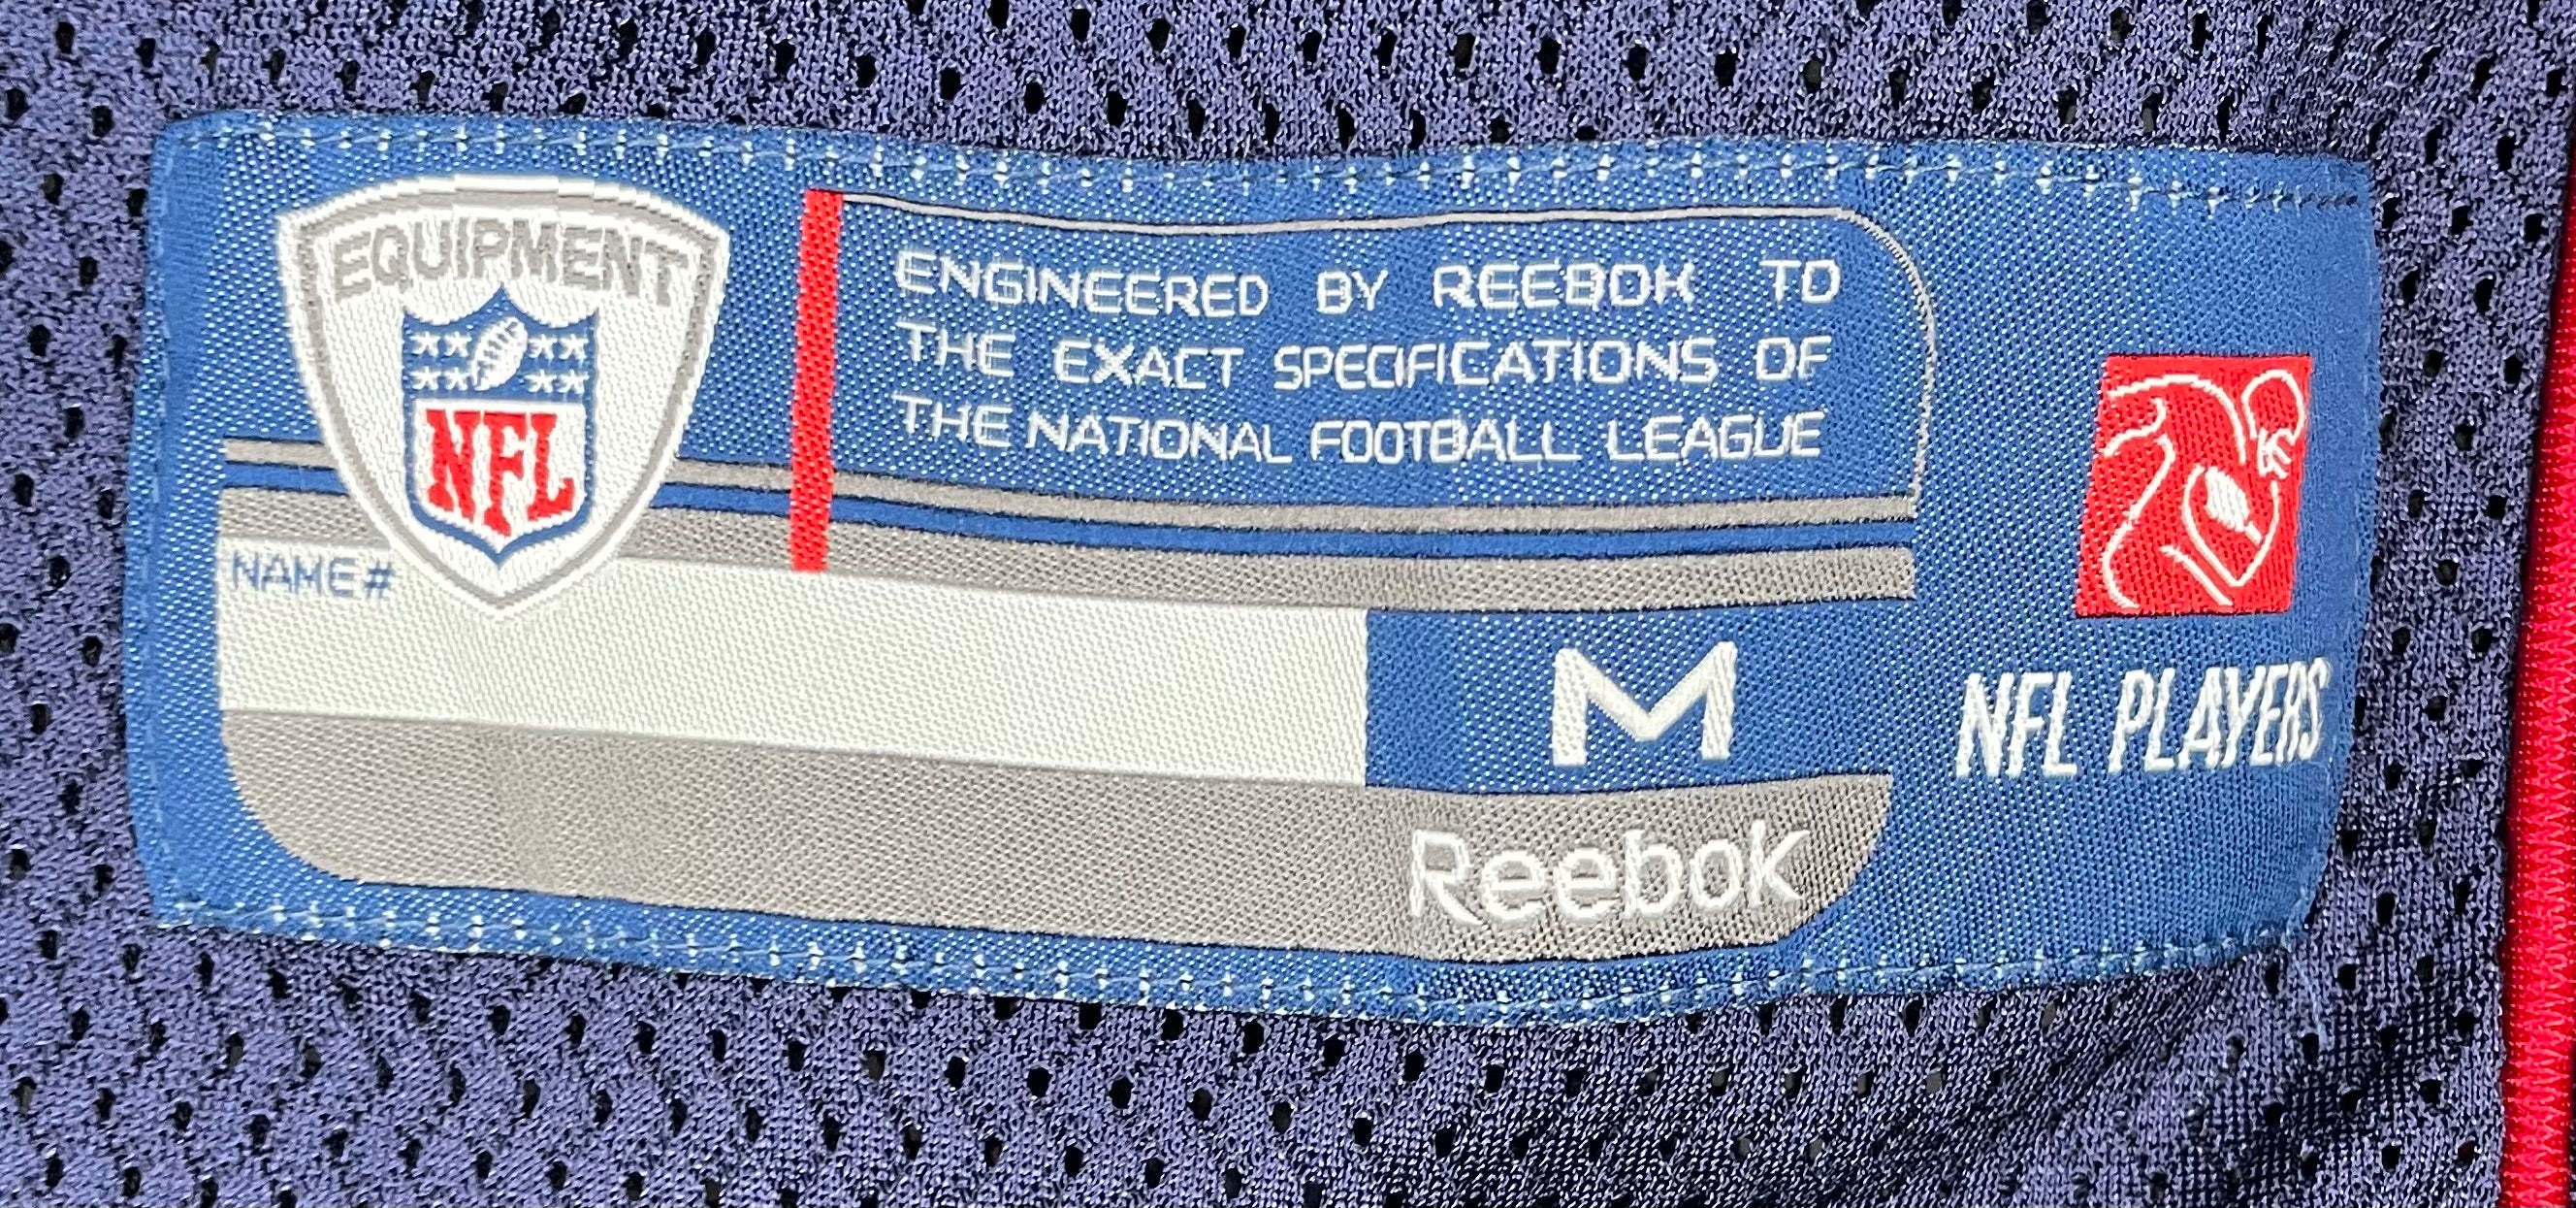 EQUIPMENT
NFL
ENGINEERED BY REEBOK TO
THE EXACT SPECIFICATIONS OF
THE NATIONAL FOOTBALL LEAGUE
NAME#
M
Reebok
NFL PLAYERS